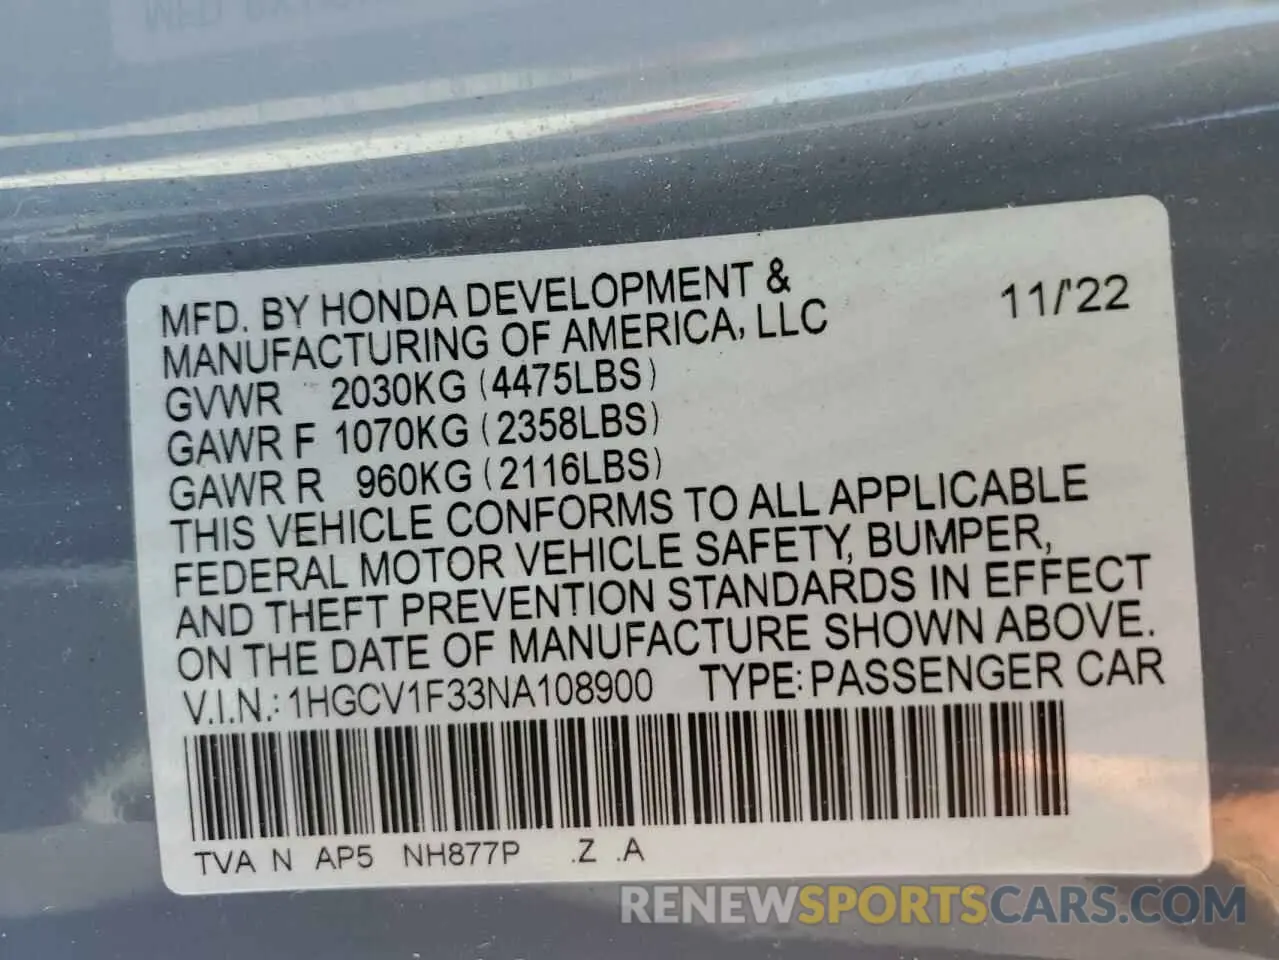 MFD. BY HONDA DEVELOPMENT & 11/'22
MANUFACTURING OF AMERICA, LLC
GVWR 2030KG (4475LBS)
GAWR F 1070KG (2358LBS)
GAWR R 960KG (2116LBS)
THIS VEHICLE CONFORMS TO ALL APPLICABLE
FEDERAL MOTOR VEHICLE SAFETY, BUMPER,
AND THEFT PREVENTION STANDARDS IN EFFECT
ON THE DATE OF MANUFACTURE SHOWN ABOVE.
V.I.N.: 1HGCV1F33NA108900 TYPE: PASSENGER CAR
TVA N AP5 NH877P .Z .A
RENEWSPORTSCARS.COM